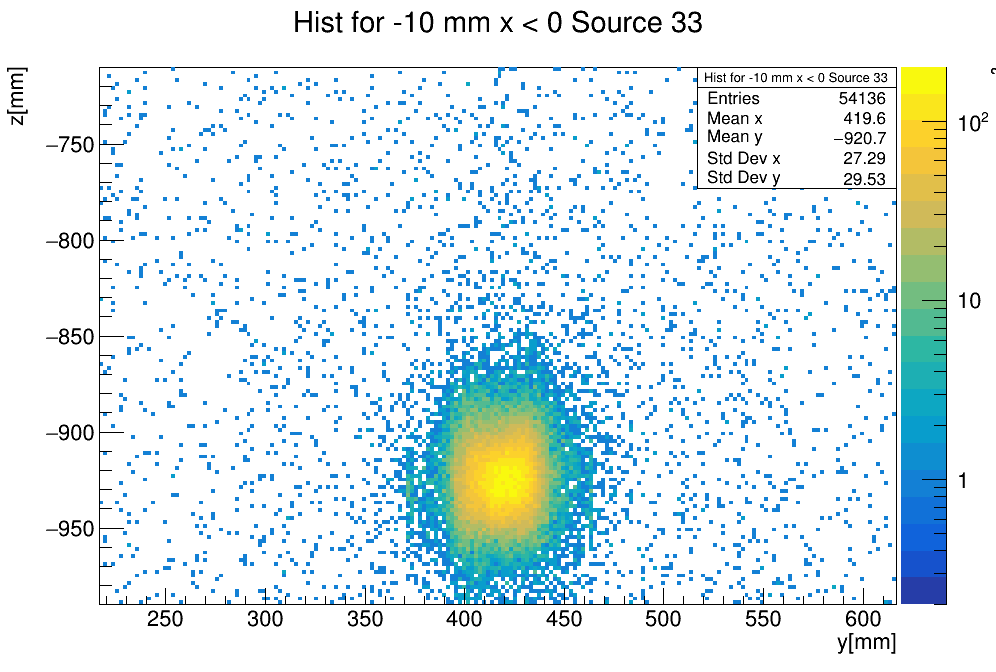 Hist for -10 mm x < 0 Source 33
z[mm]
Hist for -10 mm x < 0 Source 33
Entries 54136
Mean x 419.6
Mean y −920.7
Std Dev x 27.29
Std Dev y 29.53
10²
10
1
−750
−800
−850
−900
−950
250 300 350 400 450 500 550 600
y[mm]